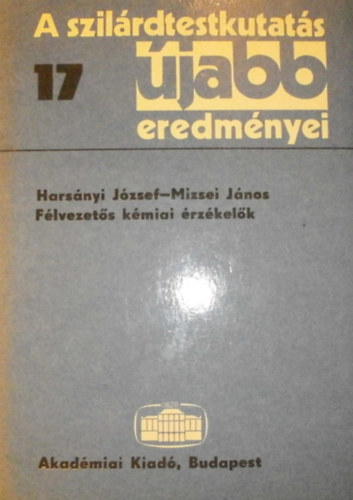 A szilárdtestkutatás
17 újabb
eredményei
Harsányi József–Mizsei János
Félvezetős kémiai érzékelők
Akadémiai Kiadó, Budapest